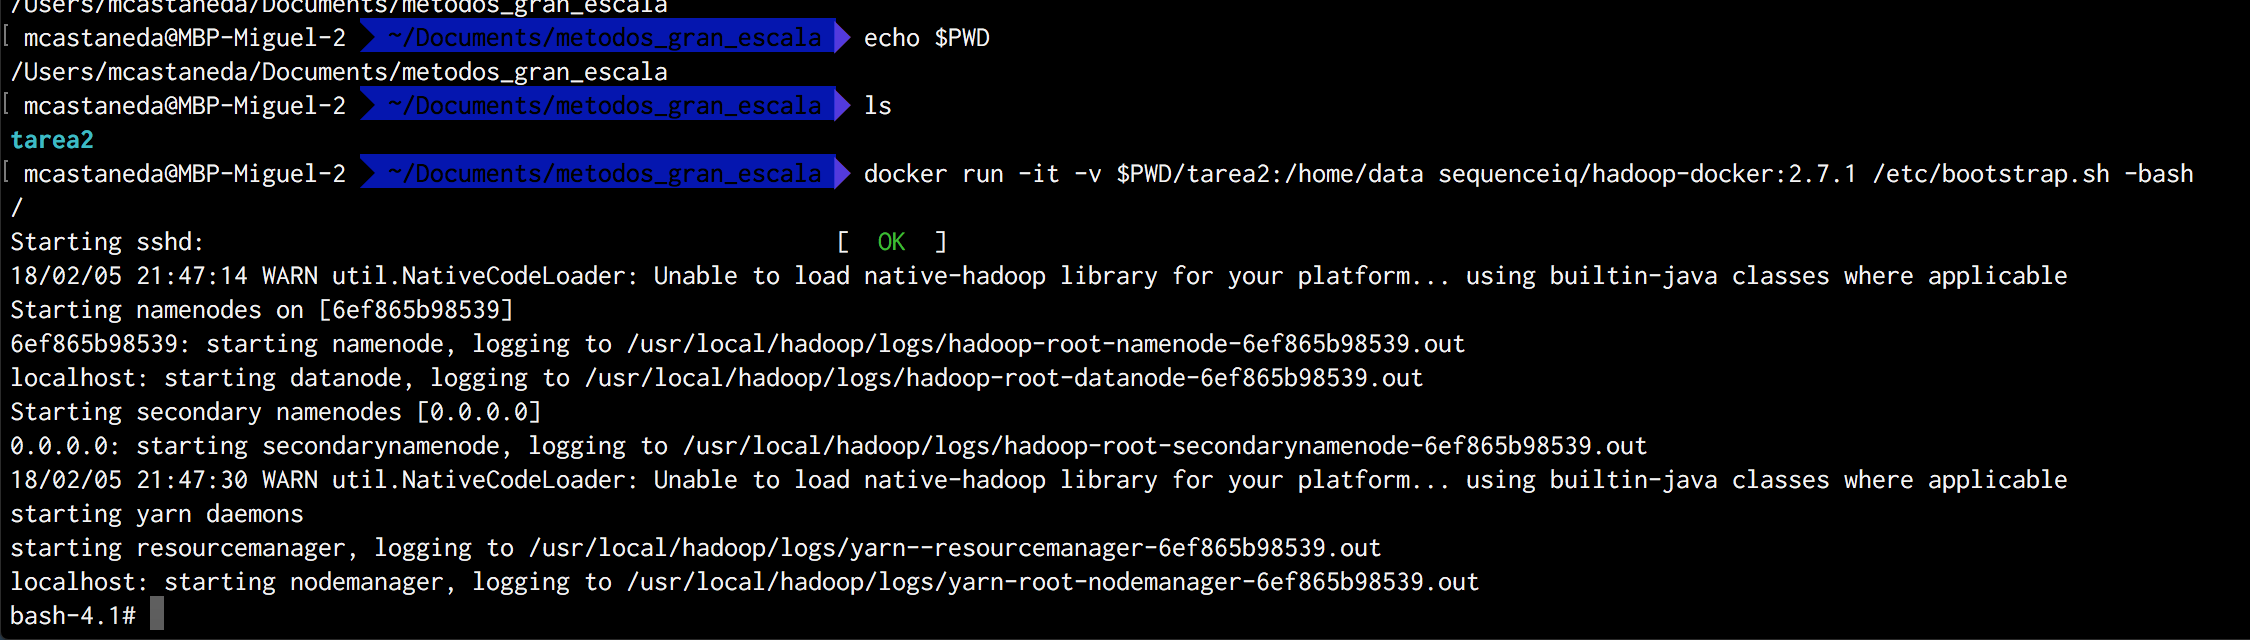 /Users/mcastaneda/Documents/metodos_gran_escala
[ mcastaneda@MBP-Miguel-2 ~/Documents/metodos_gran_escala echo $PWD
/Users/mcastaneda/Documents/metodos_gran_escala
[ mcastaneda@MBP-Miguel-2 ~/Documents/metodos_gran_escala ls
tarea2
[ mcastaneda@MBP-Miguel-2 ~/Documents/metodos_gran_escala docker run -it -v $PWD/tarea2:/home/data sequenceiq/hadoop-docker:2.7.1 /etc/bootstrap.sh -bash
/
Starting sshd: [ OK ]
18/02/05 21:47:14 WARN util.NativeCodeLoader: Unable to load native-hadoop library for your platform... using builtin-java classes where applicable
Starting namenodes on [6ef865b98539]
6ef865b98539: starting namenode, logging to /usr/local/hadoop/logs/hadoop-root-namenode-6ef865b98539.out
localhost: starting datanode, logging to /usr/local/hadoop/logs/hadoop-root-datanode-6ef865b98539.out
Starting secondary namenodes [0.0.0.0]
0.0.0.0: starting secondarynamenode, logging to /usr/local/hadoop/logs/hadoop-root-secondarynamenode-6ef865b98539.out
18/02/05 21:47:30 WARN util.NativeCodeLoader: Unable to load native-hadoop library for your platform... using builtin-java classes where applicable
starting yarn daemons
starting resourcemanager, logging to /usr/local/hadoop/logs/yarn--resourcemanager-6ef865b98539.out
localhost: starting nodemanager, logging to /usr/local/hadoop/logs/yarn-root-nodemanager-6ef865b98539.out
bash-4.1#